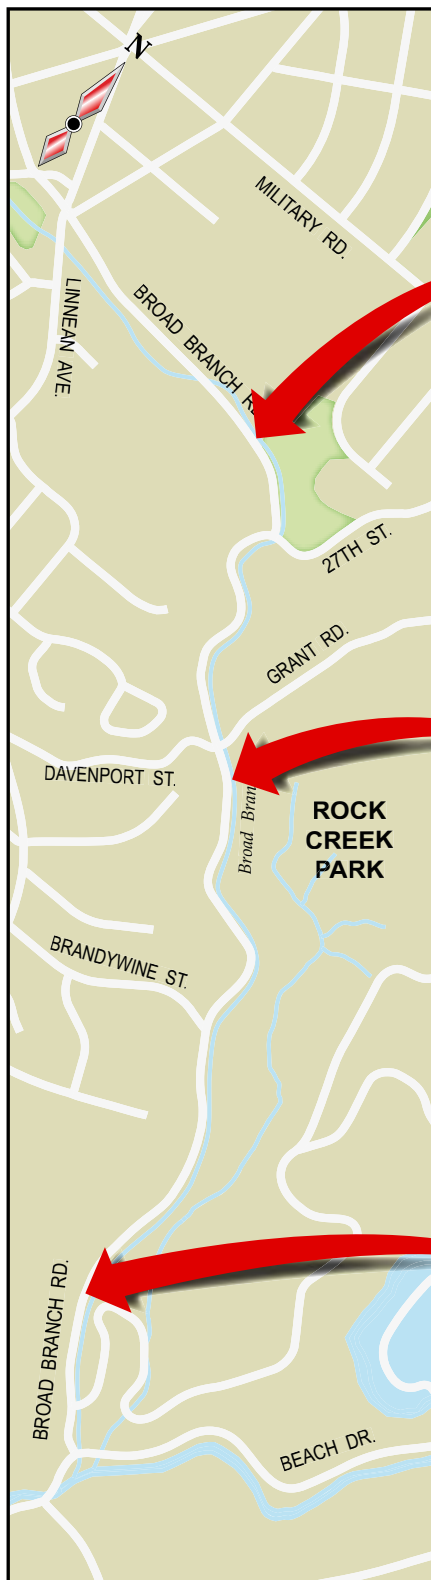 N
MILITARY RD.
BROAD BRANCH
LINNEAN AVE.
27TH ST.
GRANT RD.
DAVENPORT ST.
Broad
ROCK
CREEK
PARK
BRANDYWINE ST.
BROAD BRANCH RD.
BEACH DR.